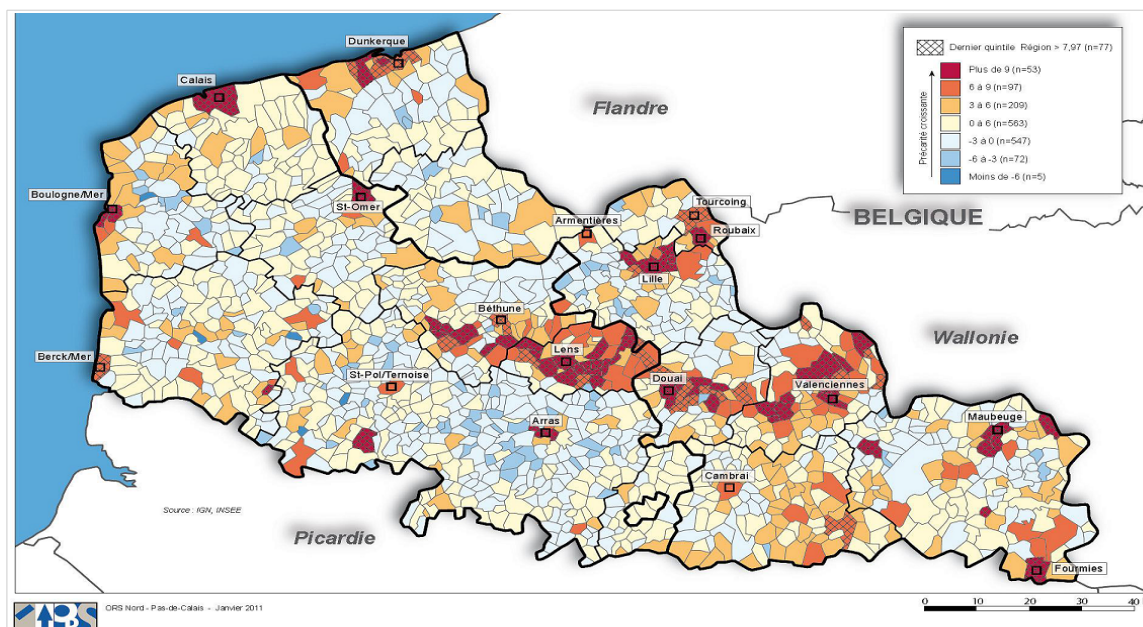 Dunkerque
Calais
Flandre
Dernier quintile Région > 7,97 (n=77)
Précarité croissante
Plus de 9 (n=53)
6 à 9 (n=97)
3 à 6 (n=209)
0 à 6 (n=563)
-3 à 0 (n=547)
-6 à -3 (n=72)
Moins de -6 (n=5)
Boulogne/Mer
St-Omer
Armentières
Tourcoing
Roubaix
BELGIQUE
Lille
Béthune
Wallonie
Berck/Mer
Lens
St-Pol/Ternoise
Douai
Valenciennes
Arras
Maubeuge
Cambrai
Source : IGN, INSEE
Picardie
Fourmies
ORS Nord - Pas-de-Calais - Janvier 2011
0 10 20 30 40